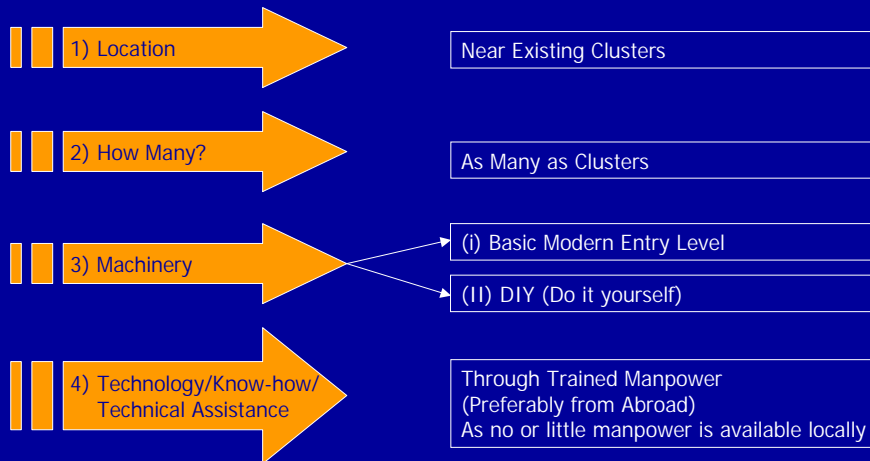 1) Location
Near Existing Clusters
2) How Many?
As Many as Clusters
3) Machinery
(i) Basic Modern Entry Level
(II) DIY (Do it yourself)
4) Technology/Know-how/
Technical Assistance
Through Trained Manpower
(Preferably from Abroad)
As no or little manpower is available locally